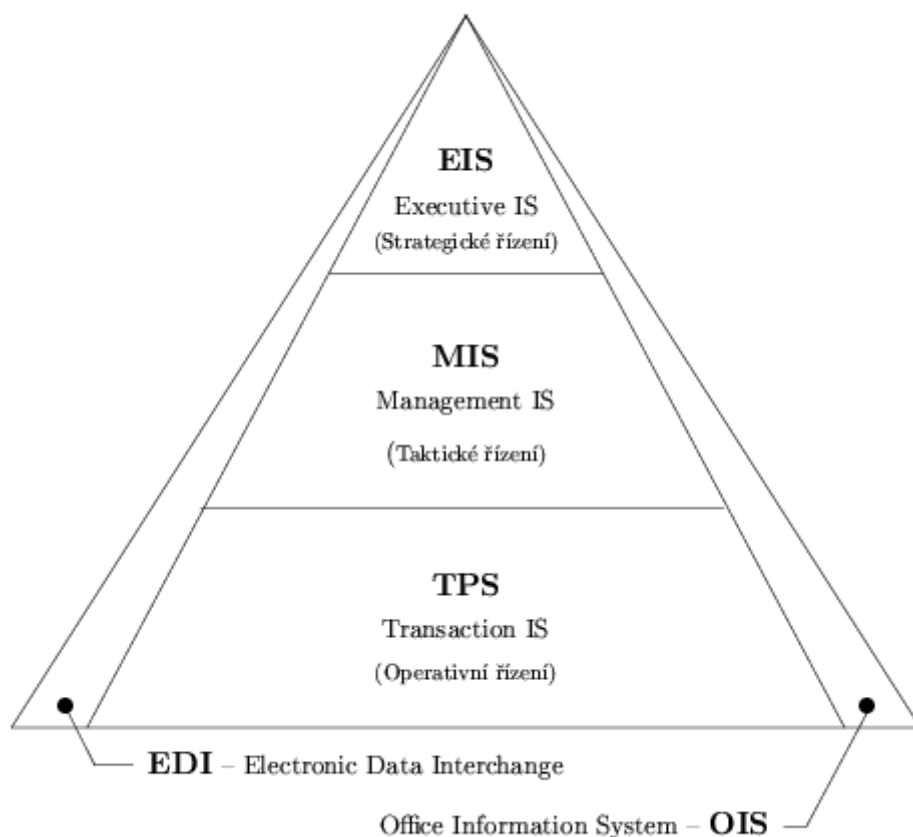 EIS
Executive IS
(Strategické řízení)
MIS
Management IS
(Taktické řízení)
TPS
Transaction IS
(Operativní řízení)
EDI – Electronic Data Interchange
Office Information System – OIS